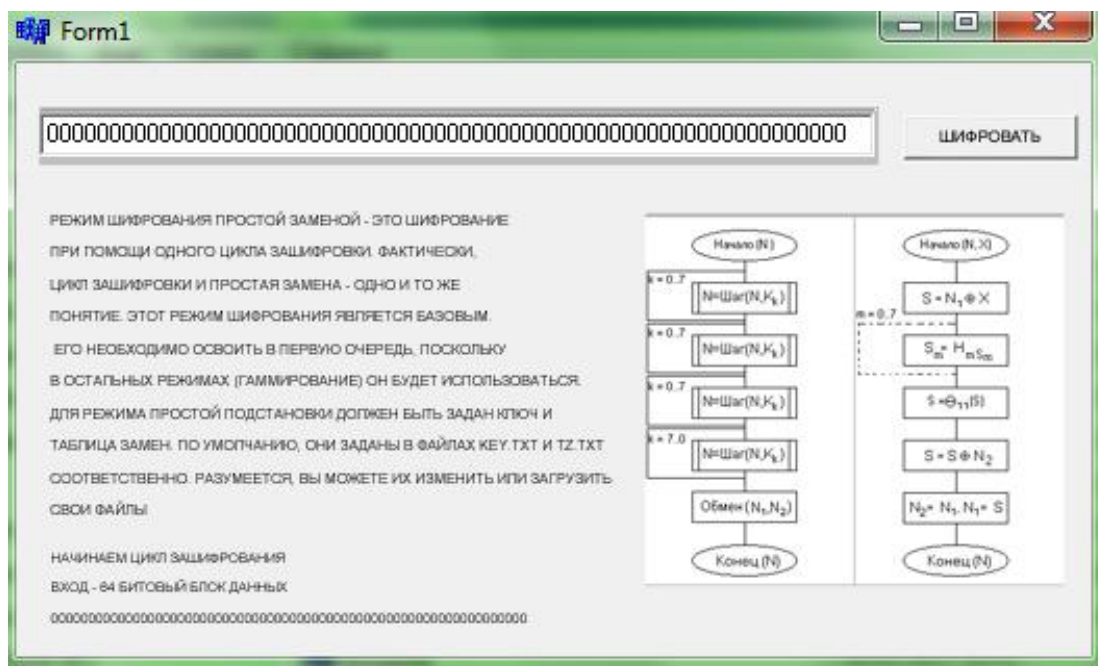 Form1
0000000000000000000000000000000000000000000000000000000000000000
ШИФРОВАТЬ
РЕЖИМ ШИФРОВАНИЯ ПРОСТОЙ ЗАМЕНОЙ - ЭТО ШИФРОВАНИЕ
ПРИ ПОМОЩИ ОДНОГО ЦИКЛА ЗАШИФРОВКИ. ФАКТИЧЕСКИ,
ЦИКЛ ЗАШИФРОВКИ И ПРОСТАЯ ЗАМЕНА - ОДНО И ТО ЖЕ
ПОНЯТИЕ. ЭТОТ РЕЖИМ ШИФРОВАНИЯ ЯВЛЯЕТСЯ БАЗОВЫМ.
ЕГО НЕОБХОДИМО ОСВОИТЬ В ПЕРВУЮ ОЧЕРЕДЬ, ПОСКОЛЬКУ
В ОСТАЛЬНЫХ РЕЖИМАХ (ГАММИРОВАНИЕ) ОН БУДЕТ ИСПОЛЬЗОВАТЬСЯ.
ДЛЯ РЕЖИМА ПРОСТОЙ ПОДСТАНОВКИ ДОЛЖЕН БЫТЬ ЗАДАН КЛЮЧ И
ТАБЛИЦА ЗАМЕН. ПО УМОЛЧАНИЮ, ОНИ ЗАДАНЫ В ФАЙЛАХ KEY.TXT И TZ.TXT
СООТВЕТСТВЕННО. РАЗУМЕЕТСЯ, ВЫ МОЖЕТЕ ИХ ИЗМЕНИТЬ ИЛИ ЗАГРУЗИТЬ
СВОИ ФАЙЛЫ
НАЧИНАЕМ ЦИКЛ ЗАШИФРОВАНИЯ
ВХОД - 64 БИТОВЫЙ БЛОК ДАННЫХ
0000000000000000000000000000000000000000000000000000000000000000
Начало (N)
k = 0..7
N=Шаг(N,Kk)
k = 0..7
N=Шаг(N,Kk)
k = 0..7
N=Шаг(N,Kk)
k = 7..0
N=Шаг(N,Kk)
Обмен (N1,N2)
Конец (N)
Начало (N, X)
S = N1 ⊕ X
m = 0..7
Sm= HmSm
S = Θ11(S)
S = S ⊕ N2
N2= N1, N1= S
Конец (N)